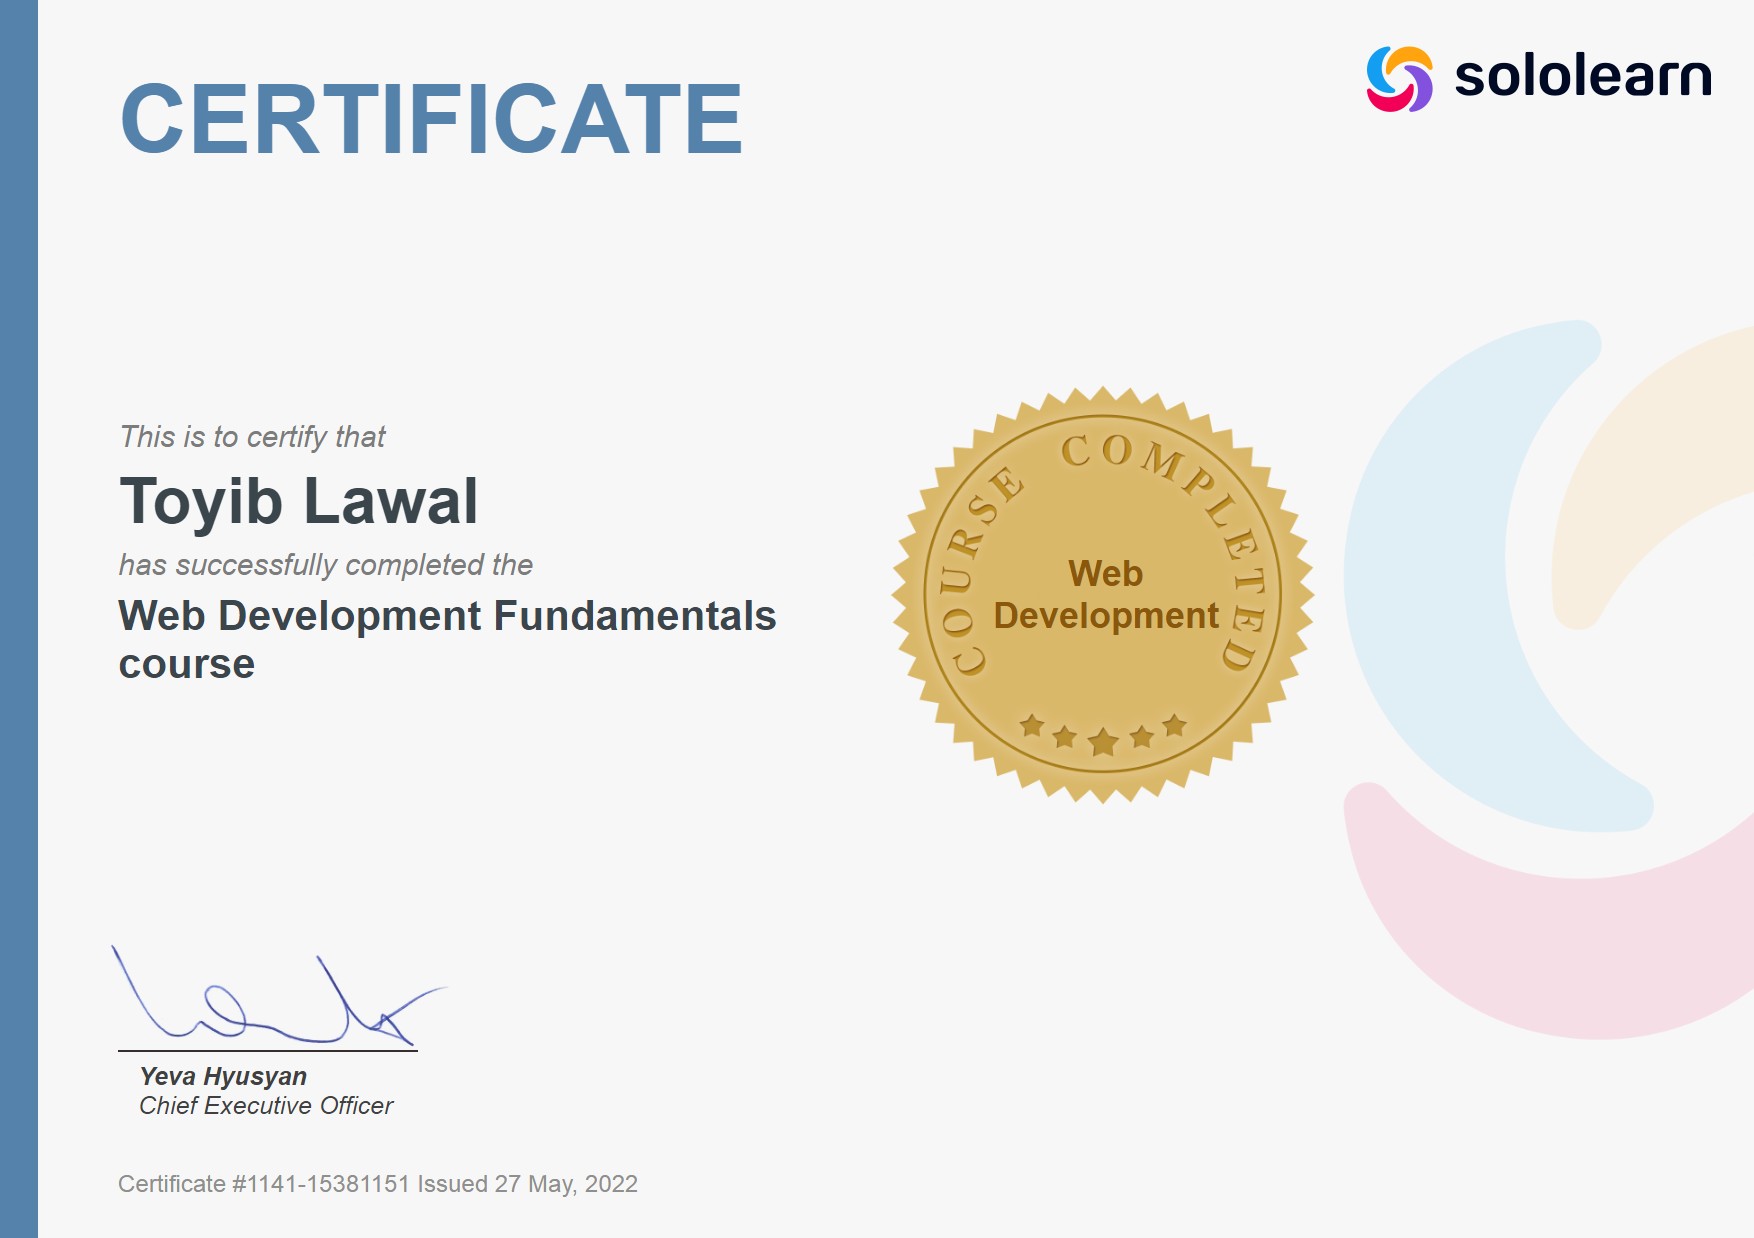 CERTIFICATE
sololearn
This is to certify that
Toyib Lawal
has successfully completed the
Web Development Fundamentals
course
COURSE COMPLETED
Web
Development
Yeva Hyusyan
Chief Executive Officer
Certificate #1141-15381151 Issued 27 May, 2022